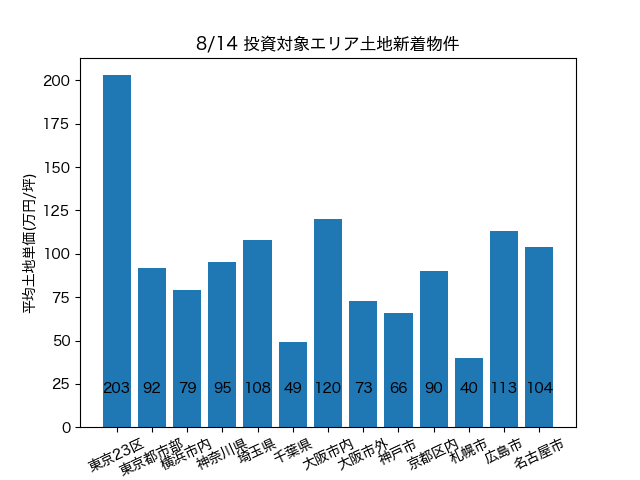 8/14 投資対象エリア土地新着物件
平均土地単価(万円/坪)
200
175
150
125
100
75
50
25
0
203 92 79 95 108 49 120 73 66 90 40 113 104
東京23区 東京都市部 横浜市内 神奈川県 埼玉県 千葉県 大阪市内 大阪市外 神戸市 京都区内 札幌市 広島市 名古屋市